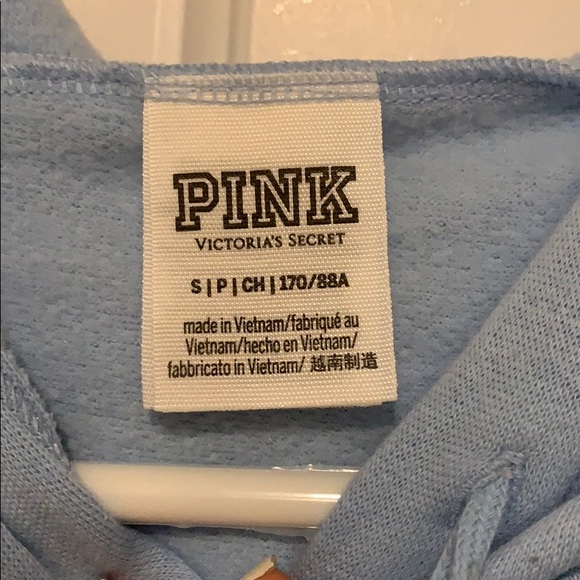 PINK
VICTORIA'S SECRET
S | P | CH | 170/88A
made in Vietnam/fabriqué au
Vietnam/hecho en Vietnam/
fabbricato in Vietnam/ 越南制造